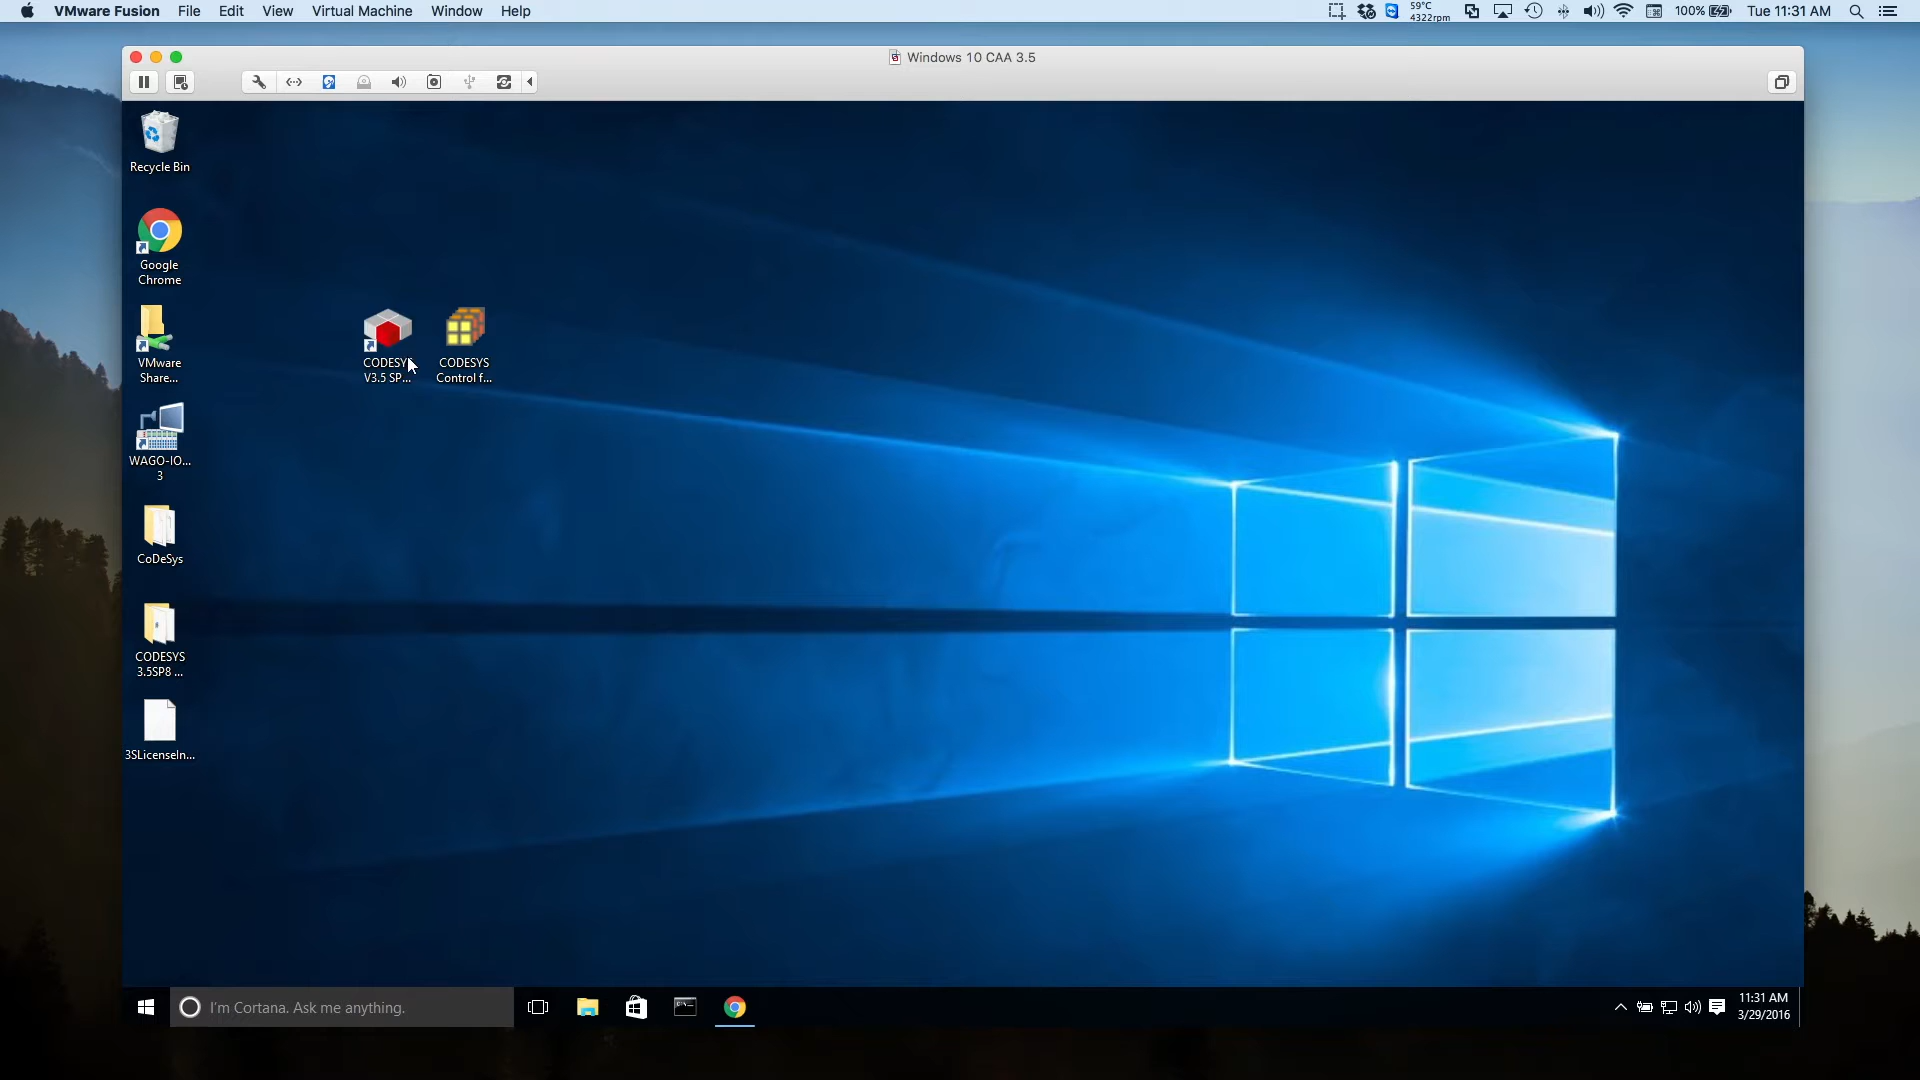 VMware Fusion File Edit View Virtual Machine Window Help
59°C
4322rpm
100%
Tue 11:31 AM
Windows 10 CAA 3.5
Recycle Bin
Google
Chrome
VMware
Share...
WAGO-IO...
3
CoDeSys
CODESYS
3.5SP8 ...
3SLicenseIn...
CODESYS
V3.5 SP...
CODESYS
Control f...
I'm Cortana. Ask me anything.
11:31 AM
3/29/2016